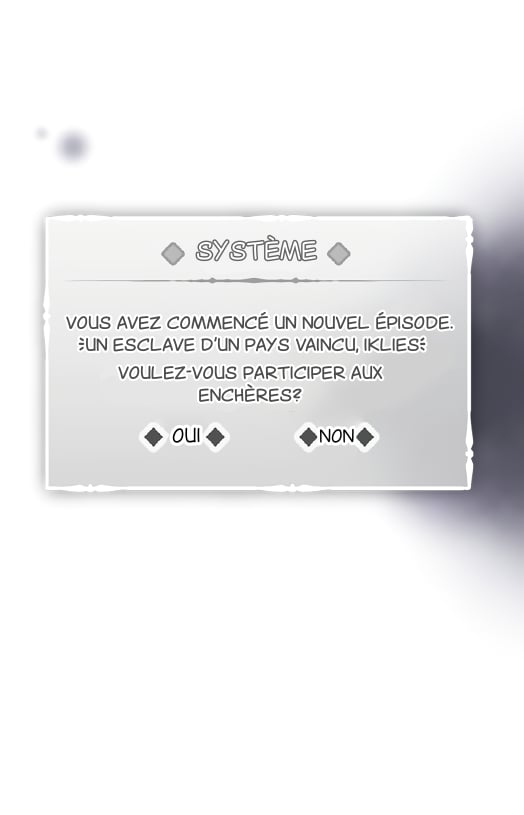 SYSTÈME
VOUS AVEZ COMMENCÉ UN NOUVEL ÉPISODE.
UN ESCLAVE D'UN PAYS VAINCU, IKLIES
VOULEZ-VOUS PARTICIPER AUX
ENCHÈRES?
OUI NON